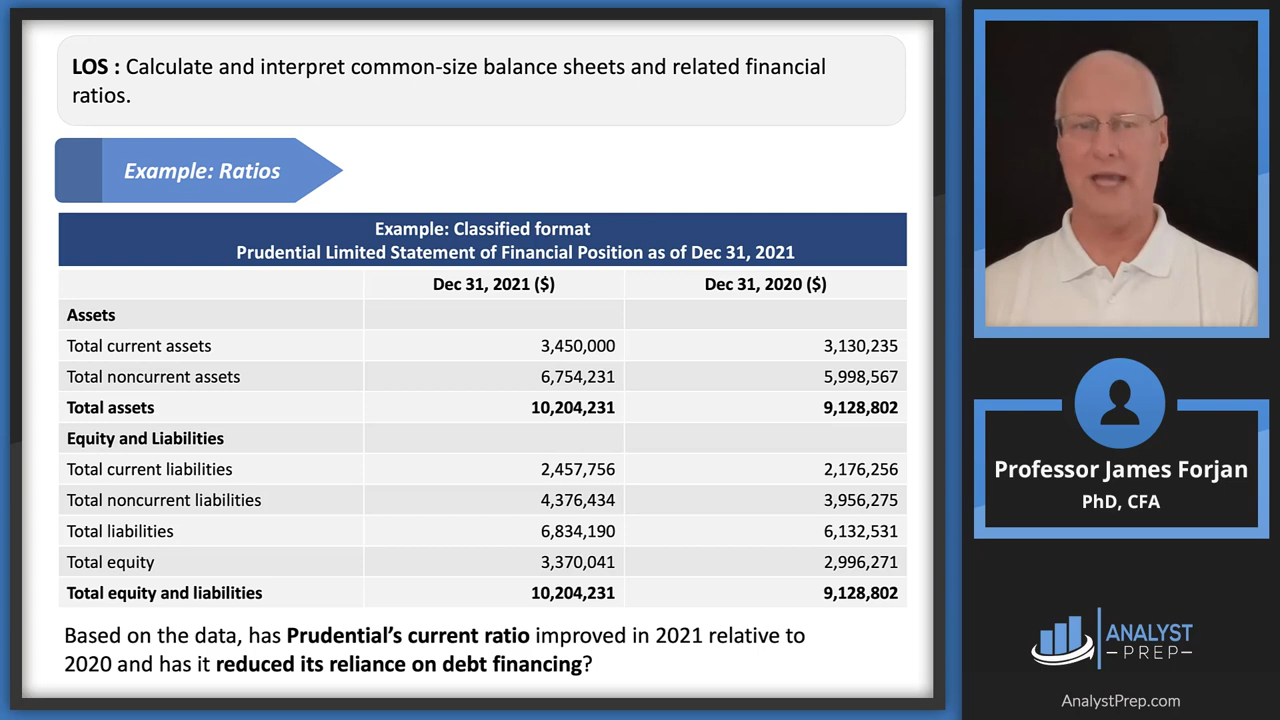 LOS : Calculate and interpret common-size balance sheets and related financial
ratios.
Example: Ratios
Example: Classified format
Prudential Limited Statement of Financial Position as of Dec 31, 2021
Dec 31, 2021 ($) Dec 31, 2020 ($)
Assets
Total current assets 3,450,000 3,130,235
Total noncurrent assets 6,754,231 5,998,567
Total assets 10,204,231 9,128,802
Equity and Liabilities
Total current liabilities 2,457,756 2,176,256
Total noncurrent liabilities 4,376,434 3,956,275
Total liabilities 6,834,190 6,132,531
Total equity 3,370,041 2,996,271
Total equity and liabilities 10,204,231 9,128,802
Based on the data, has Prudential's current ratio improved in 2021 relative to
2020 and has it reduced its reliance on debt financing?
Professor James Forjan
PhD, CFA
ANALYST
—PREP—
AnalystPrep.com